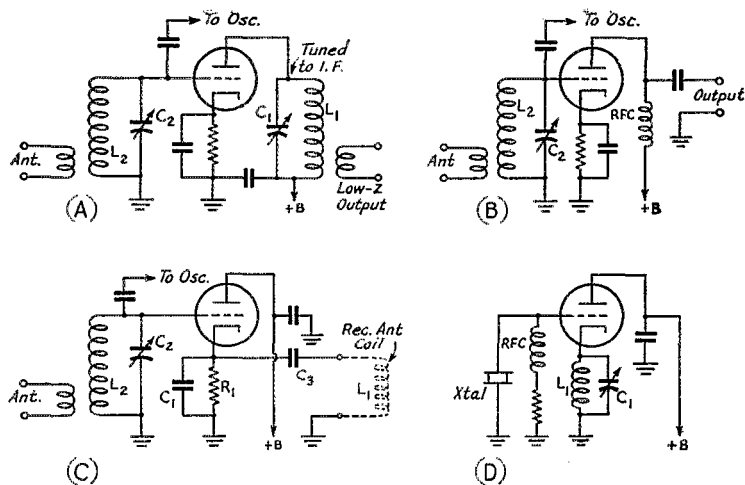 To Osc.
Tuned
to I.F.
C2
C1
L1
L2
Ant.
Low-Z
Output
+B
(A)
To Osc.
L2
C2
RFC
Output
Ant
+B
(B)
To Osc.
C2
L2
Ant.
C1
R1
C3
Rec. Ant
Coil
L1
+B
(C)
Xtal
RFC
L1
C1
+B
(D)